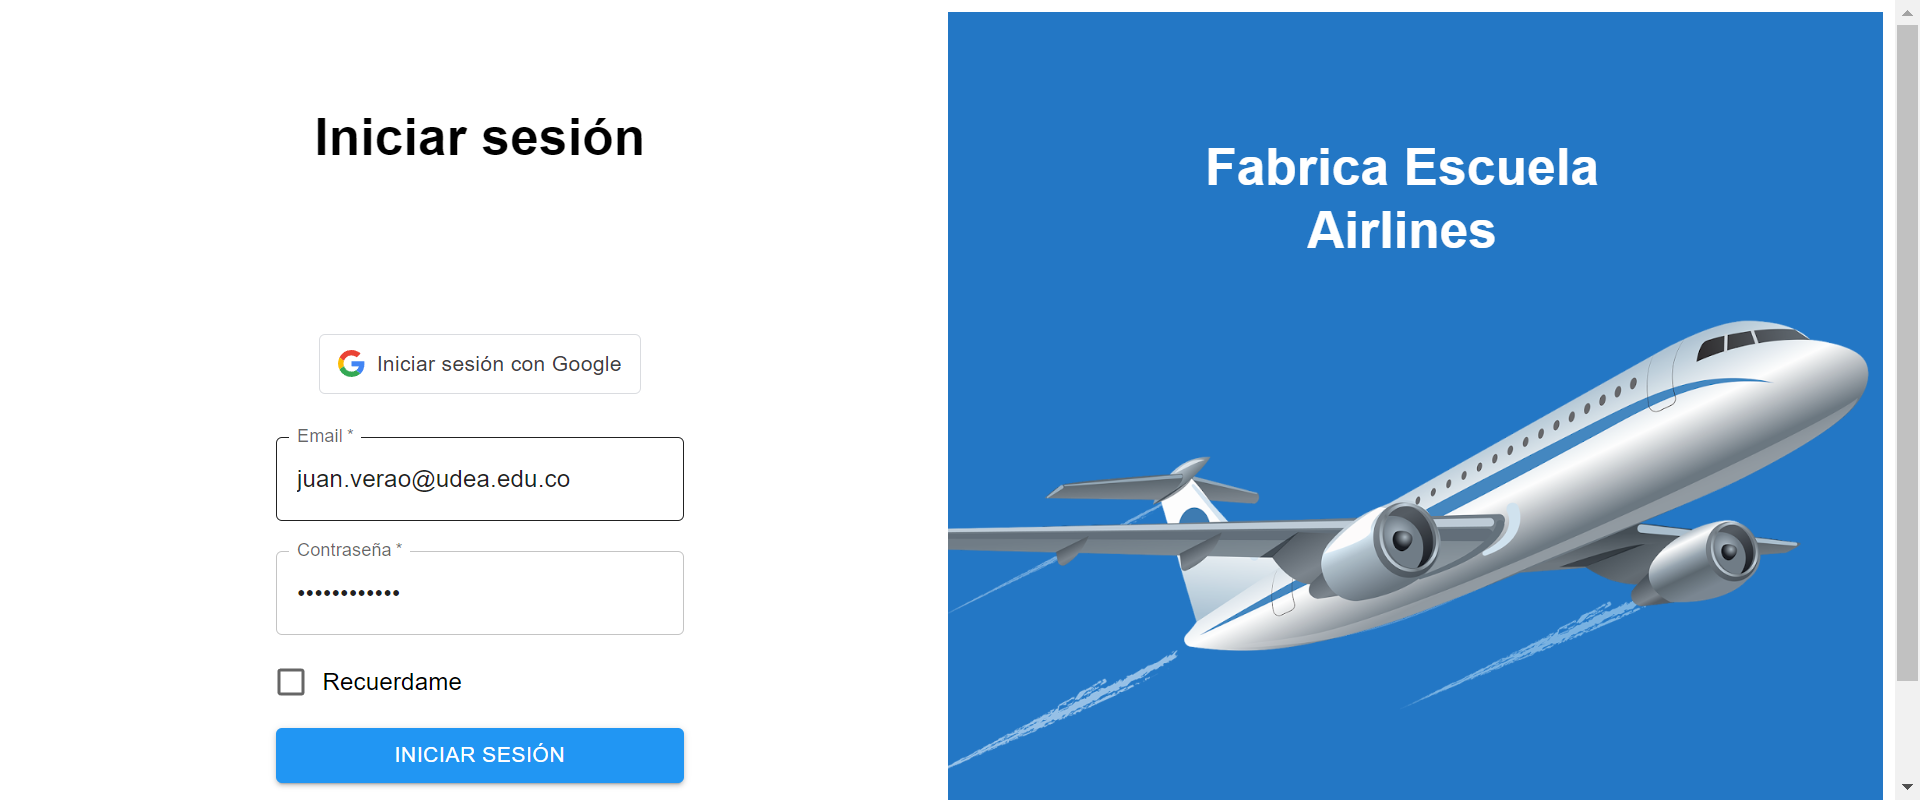 Iniciar sesión
Iniciar sesión con Google
Email *
juan.verao@udea.edu.co
Contraseña *
••••••••••••
Recuerdame
INICIAR SESIÓN
Fabrica Escuela
Airlines